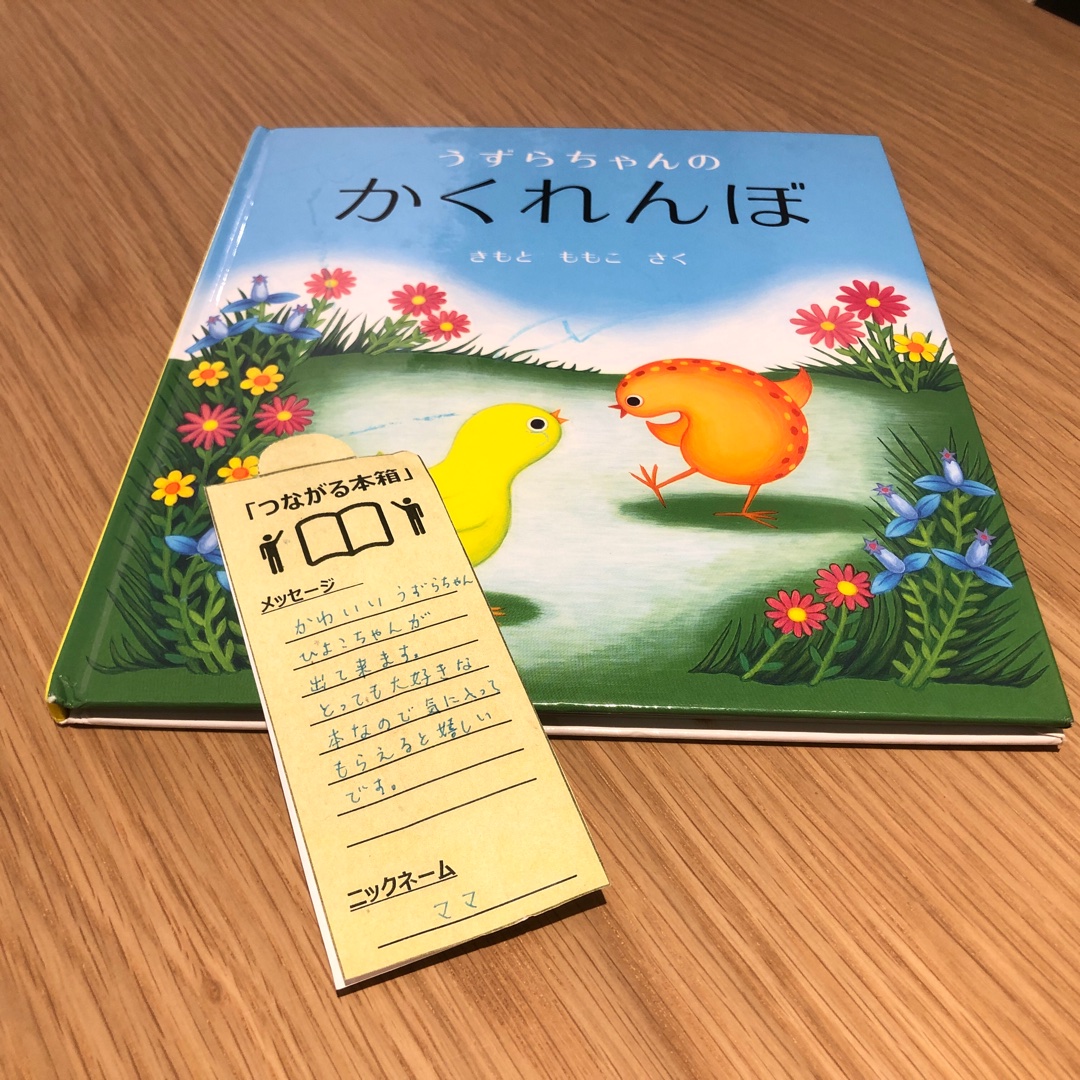 うずらちゃんの
かくれんぼ
きもと ももこ さく
「つながる本箱」
メッセージ
かわいい うずらちゃん
ひよこちゃんが
出て来ます。
とっても大好きな
本なので気に入って
もらえると嬉しい
です。
ニックネーム
ママ